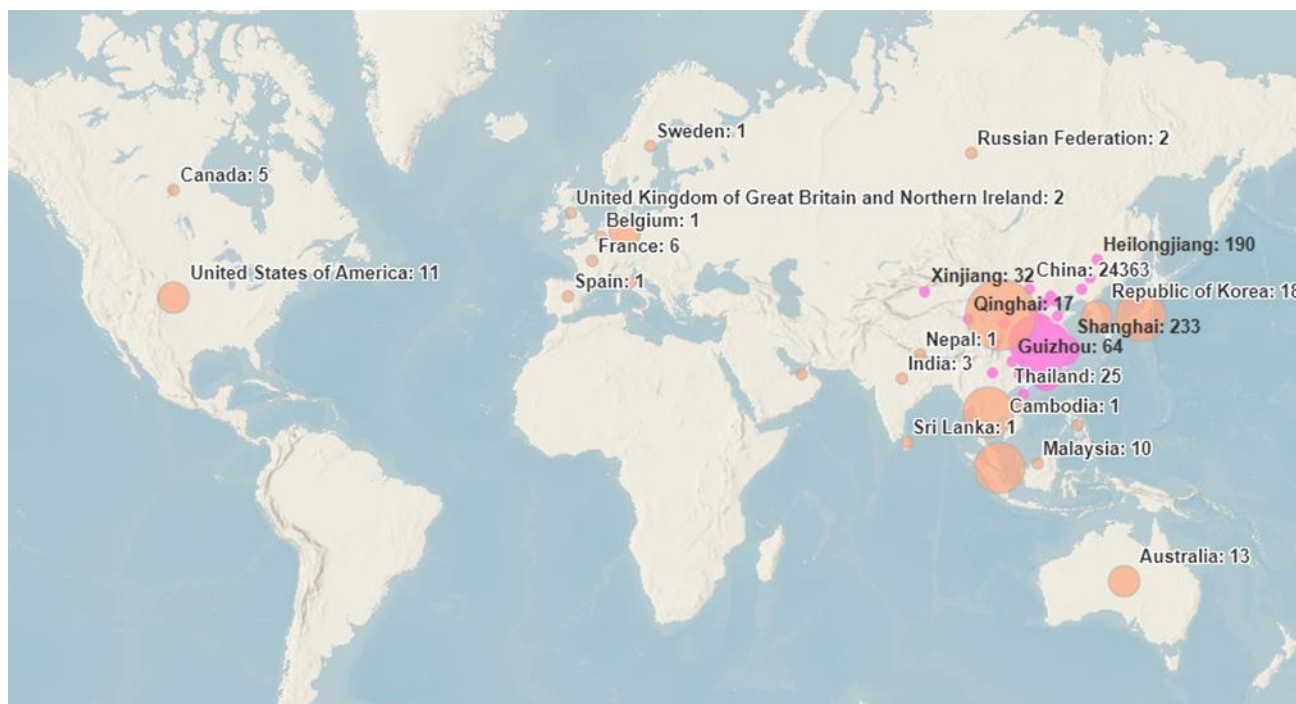 Sweden: 1
Russian Federation: 2
Canada: 5
United Kingdom of Great Britain and Northern Ireland: 2
Belgium: 1
France: 6
Heilongjiang: 190
United States of America: 11
Xinjiang: 32
China: 24363
Spain: 1
Republic of Korea: 18
Qinghai: 17
Shanghai: 233
Nepal: 1
Guizhou: 64
India: 3
Thailand: 25
Cambodia: 1
Sri Lanka: 1
Malaysia: 10
Australia: 13